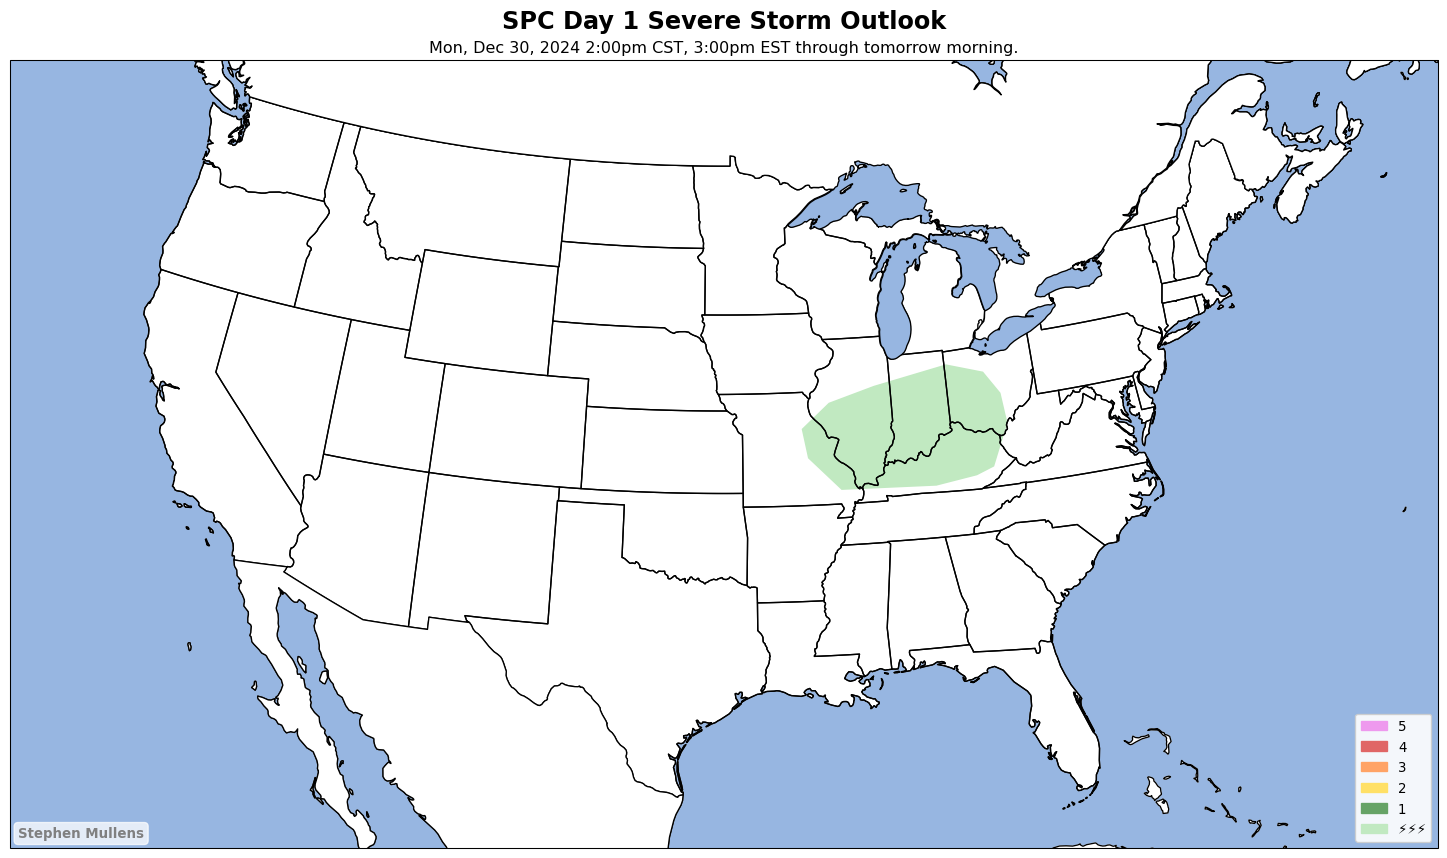 SPC Day 1 Severe Storm Outlook
Mon, Dec 30, 2024 2:00pm CST, 3:00pm EST through tomorrow morning.
5
4
3
2
1
⚡⚡⚡
Stephen Mullens